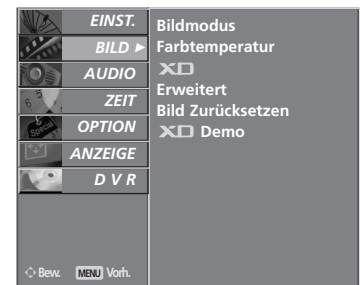 EINST.
BILD ▶
AUDIO
ZEIT
OPTION
ANZEIGE
D V R
Bildmodus
Farbtemperatur
XD
Erweitert
Bild Zurücksetzen
XD Demo
Bew. MENU Vorh.